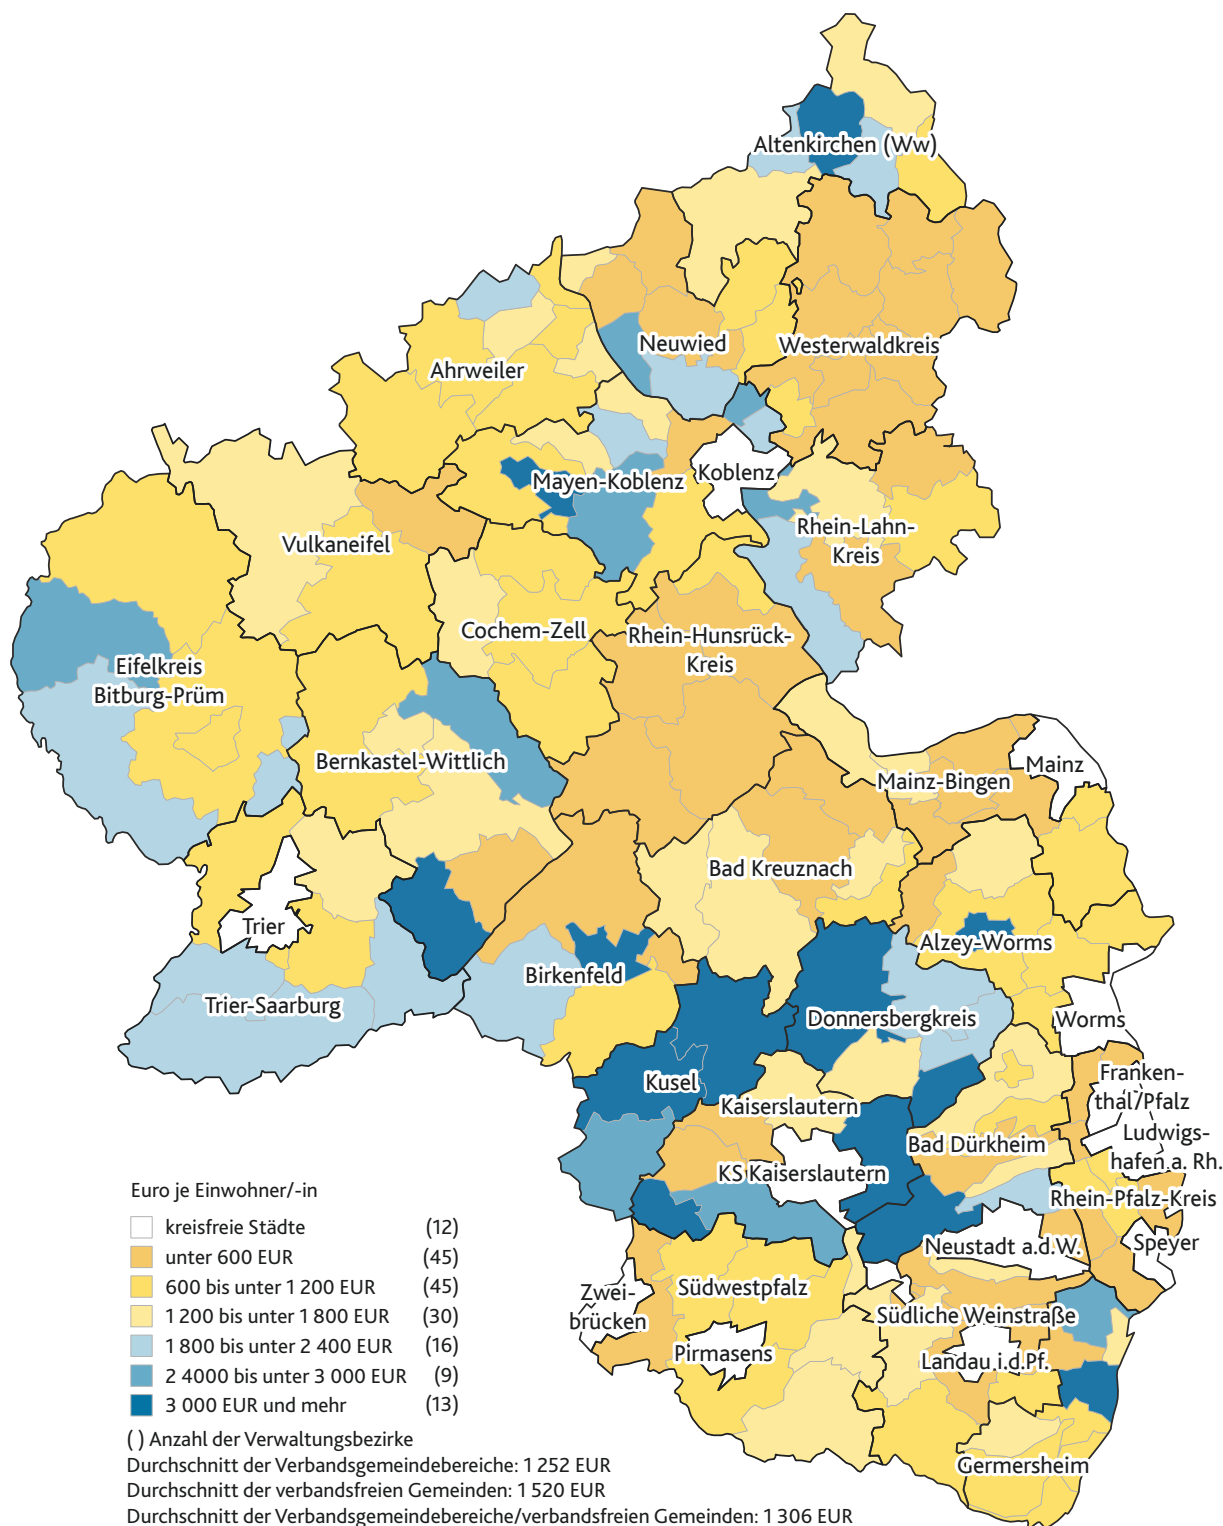 Altenkirchen (Ww)
Neuwied
Westerwaldkreis
Ahrweiler
Koblenz
Mayen-Koblenz
Rhein-Lahn-
Kreis
Vulkaneifel
Cochem-Zell
Rhein-Hunsrück-
Kreis
Eifelkreis
Bitburg-Prüm
Bernkastel-Wittlich
Mainz
Mainz-Bingen
Bad Kreuznach
Trier
Alzey-Worms
Birkenfeld
Trier-Saarburg
Donnersbergkreis
Worms
Kusel
Franken-
thal/Pfalz
Kaiserslautern
Ludwigs-
hafen a. Rh.
Bad Dürkheim
KS Kaiserslautern
Rhein-Pfalz-Kreis
Neustadt a.d.W.
Speyer
Südwestpfalz
Zwei-
brücken
Südliche Weinstraße
Pirmasens
Landau i.d.Pf.
Germersheim
Euro je Einwohner/-in
kreisfreie Städte (12)
unter 600 EUR (45)
600 bis unter 1 200 EUR (45)
1 200 bis unter 1 800 EUR (30)
1 800 bis unter 2 400 EUR (16)
2 4000 bis unter 3 000 EUR (9)
3 000 EUR und mehr (13)
( ) Anzahl der Verwaltungsbezirke
Durchschnitt der Verbandsgemeindebereiche: 1 252 EUR
Durchschnitt der verbandsfreien Gemeinden: 1 520 EUR
Durchschnitt der Verbandsgemeindebereiche/verbandsfreien Gemeinden: 1 306 EUR